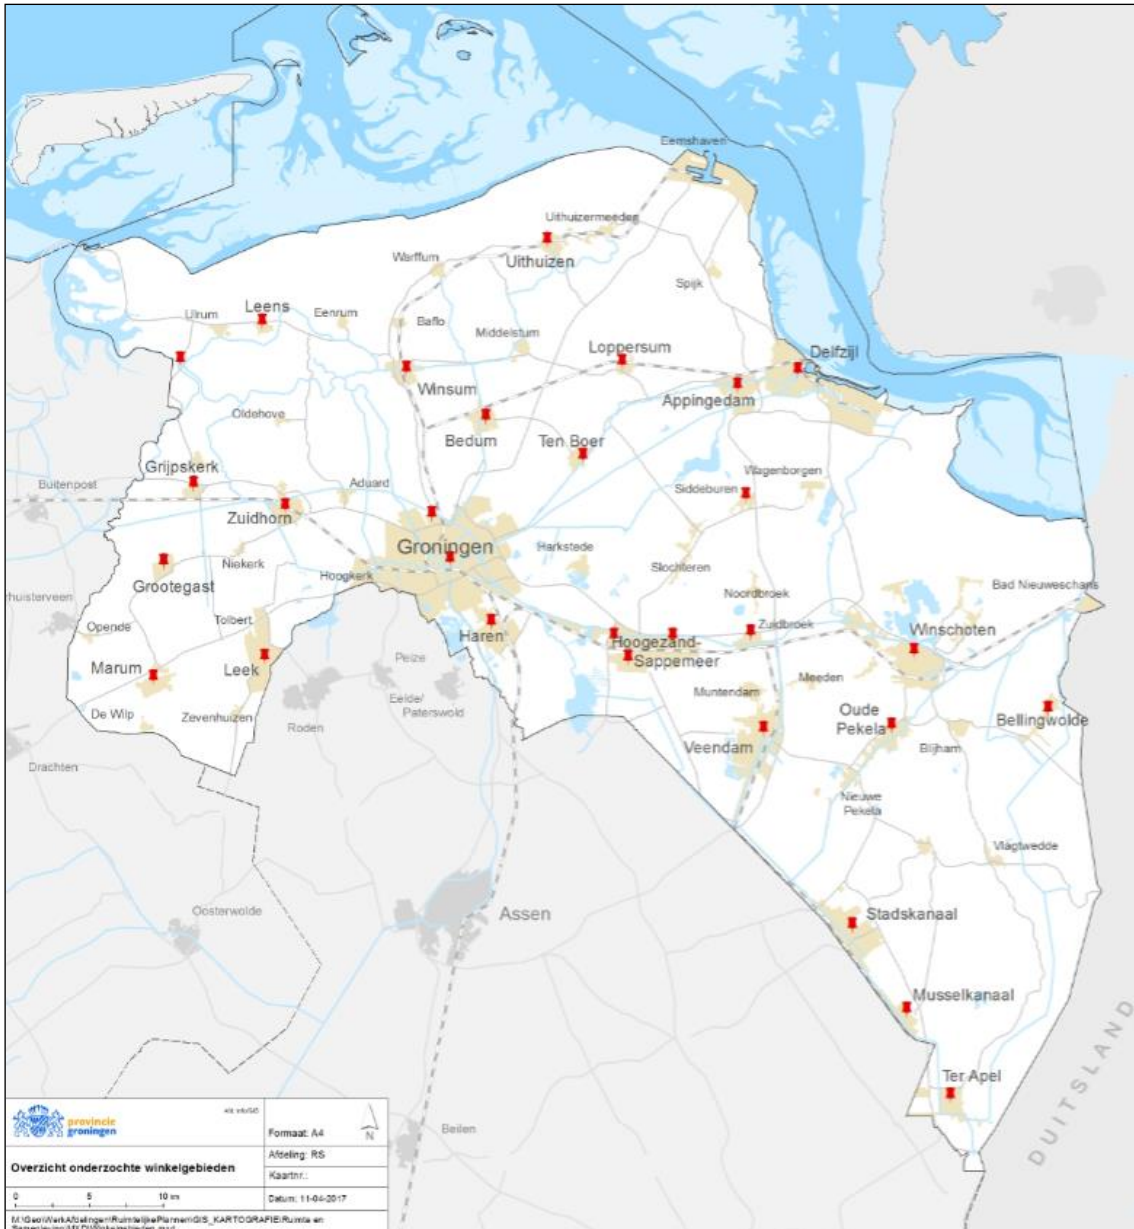 Eemshaven
Uithuizermeeden
Uithuizen
Warffum
Spijk
Leens
Ulrum
Eenrum
Baflo
Middelstum
Loppersum
Delfzijl
Winsum
Appingedam
Oldehove
Bedum
Ten Boer
Grijpskerk
Wagenborgen
Buitenpost
Aduard
Siddeburen
Zuidhorn
Groningen
Harkstede
Niekerk
Slochteren
Grootegast
Hoogkerk
Bad Nieuweschans
Noordbroek
Tolbert
Opende
Haren
Zuidbroek
Winschoten
Hoogezand-
Sappemeer
Peize
Marum
Leek
Meeden
Muntendam
Eelde/
Paterswold
De Wilp
Zevenhuizen
Roden
Oude
Pekela
Bellingwolde
Veendam
Blijham
Drachten
Nieuwe
Pekela
Vlagtwedde
Oosterwolde
Assen
Stadskanaal
Musselkanaal
DUITSLAND
Ter Apel
Beilen
provincie
groningen
Formaat: A4
N
Afdeling: RS
Overzicht onderzochte winkelgebieden
Kaartnr.:
0 5 10 km
Datum: 11-04-2017